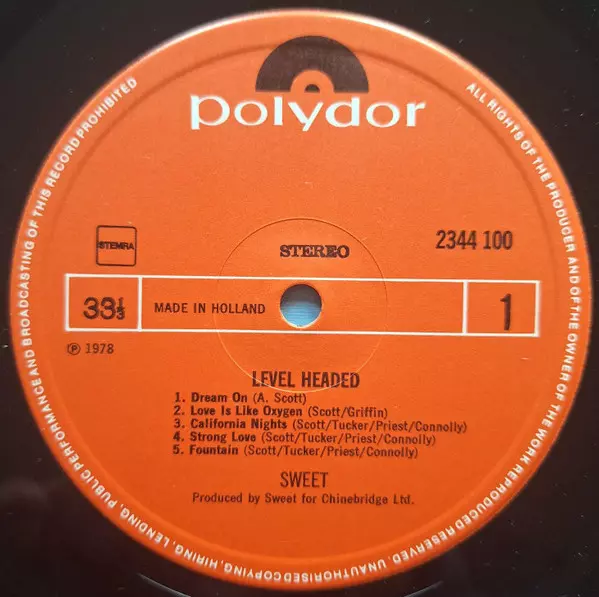 polydor
STEMRA
STEREO
2344 100
33⅓
MADE IN HOLLAND
1
℗ 1978
LEVEL HEADED
1. Dream On (A. Scott)
2. Love Is Like Oxygen (Scott/Griffin)
3. California Nights (Scott/Tucker/Priest/Connolly)
4. Strong Love (Scott/Tucker/Priest/Connolly)
5. Fountain (Scott/Tucker/Priest/Connolly)
SWEET
Produced by Sweet for Chinebridge Ltd.
ALL RIGHTS OF THE PRODUCER AND OF THE OWNER OF THE WORK REPRODUCED RESERVED. UNAUTHORISED COPYING, HIRING, LENDING, PUBLIC PERFORMANCE AND BROADCASTING OF THIS RECORD PROHIBITED